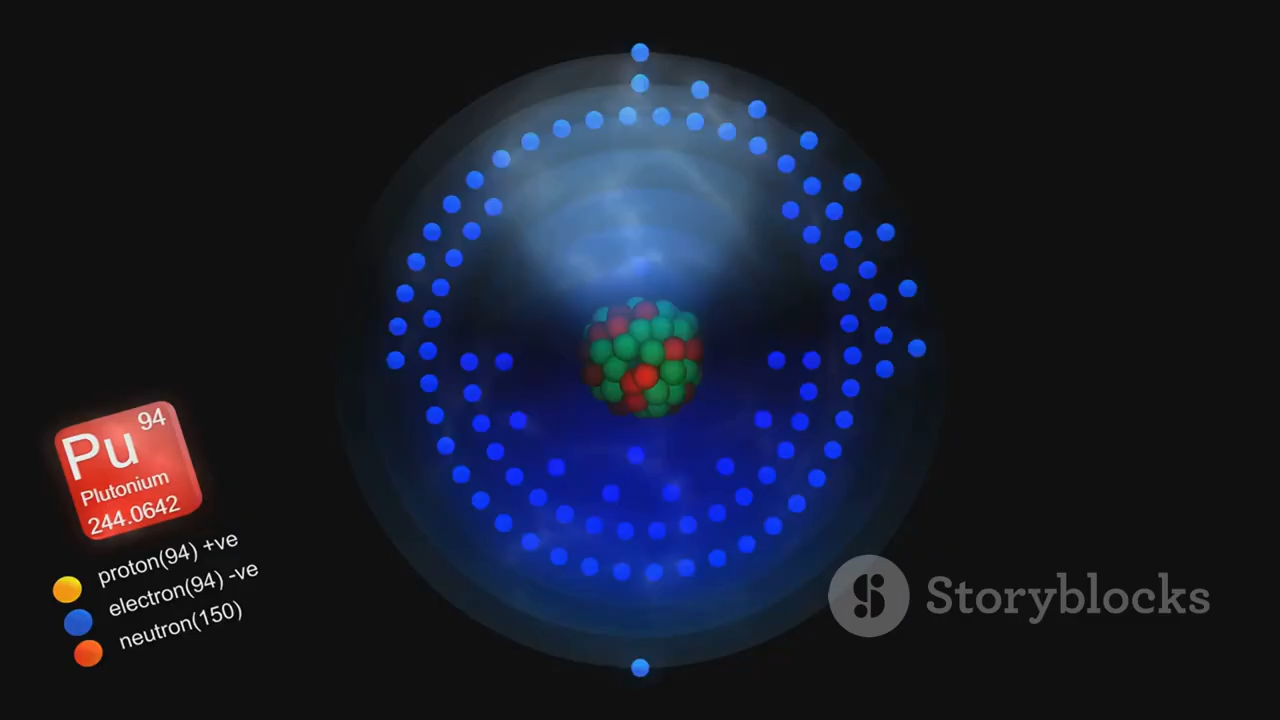 94
Pu
Plutonium
244.0642
proton(94) +ve
electron(94) -ve
neutron(150)
Storyblocks